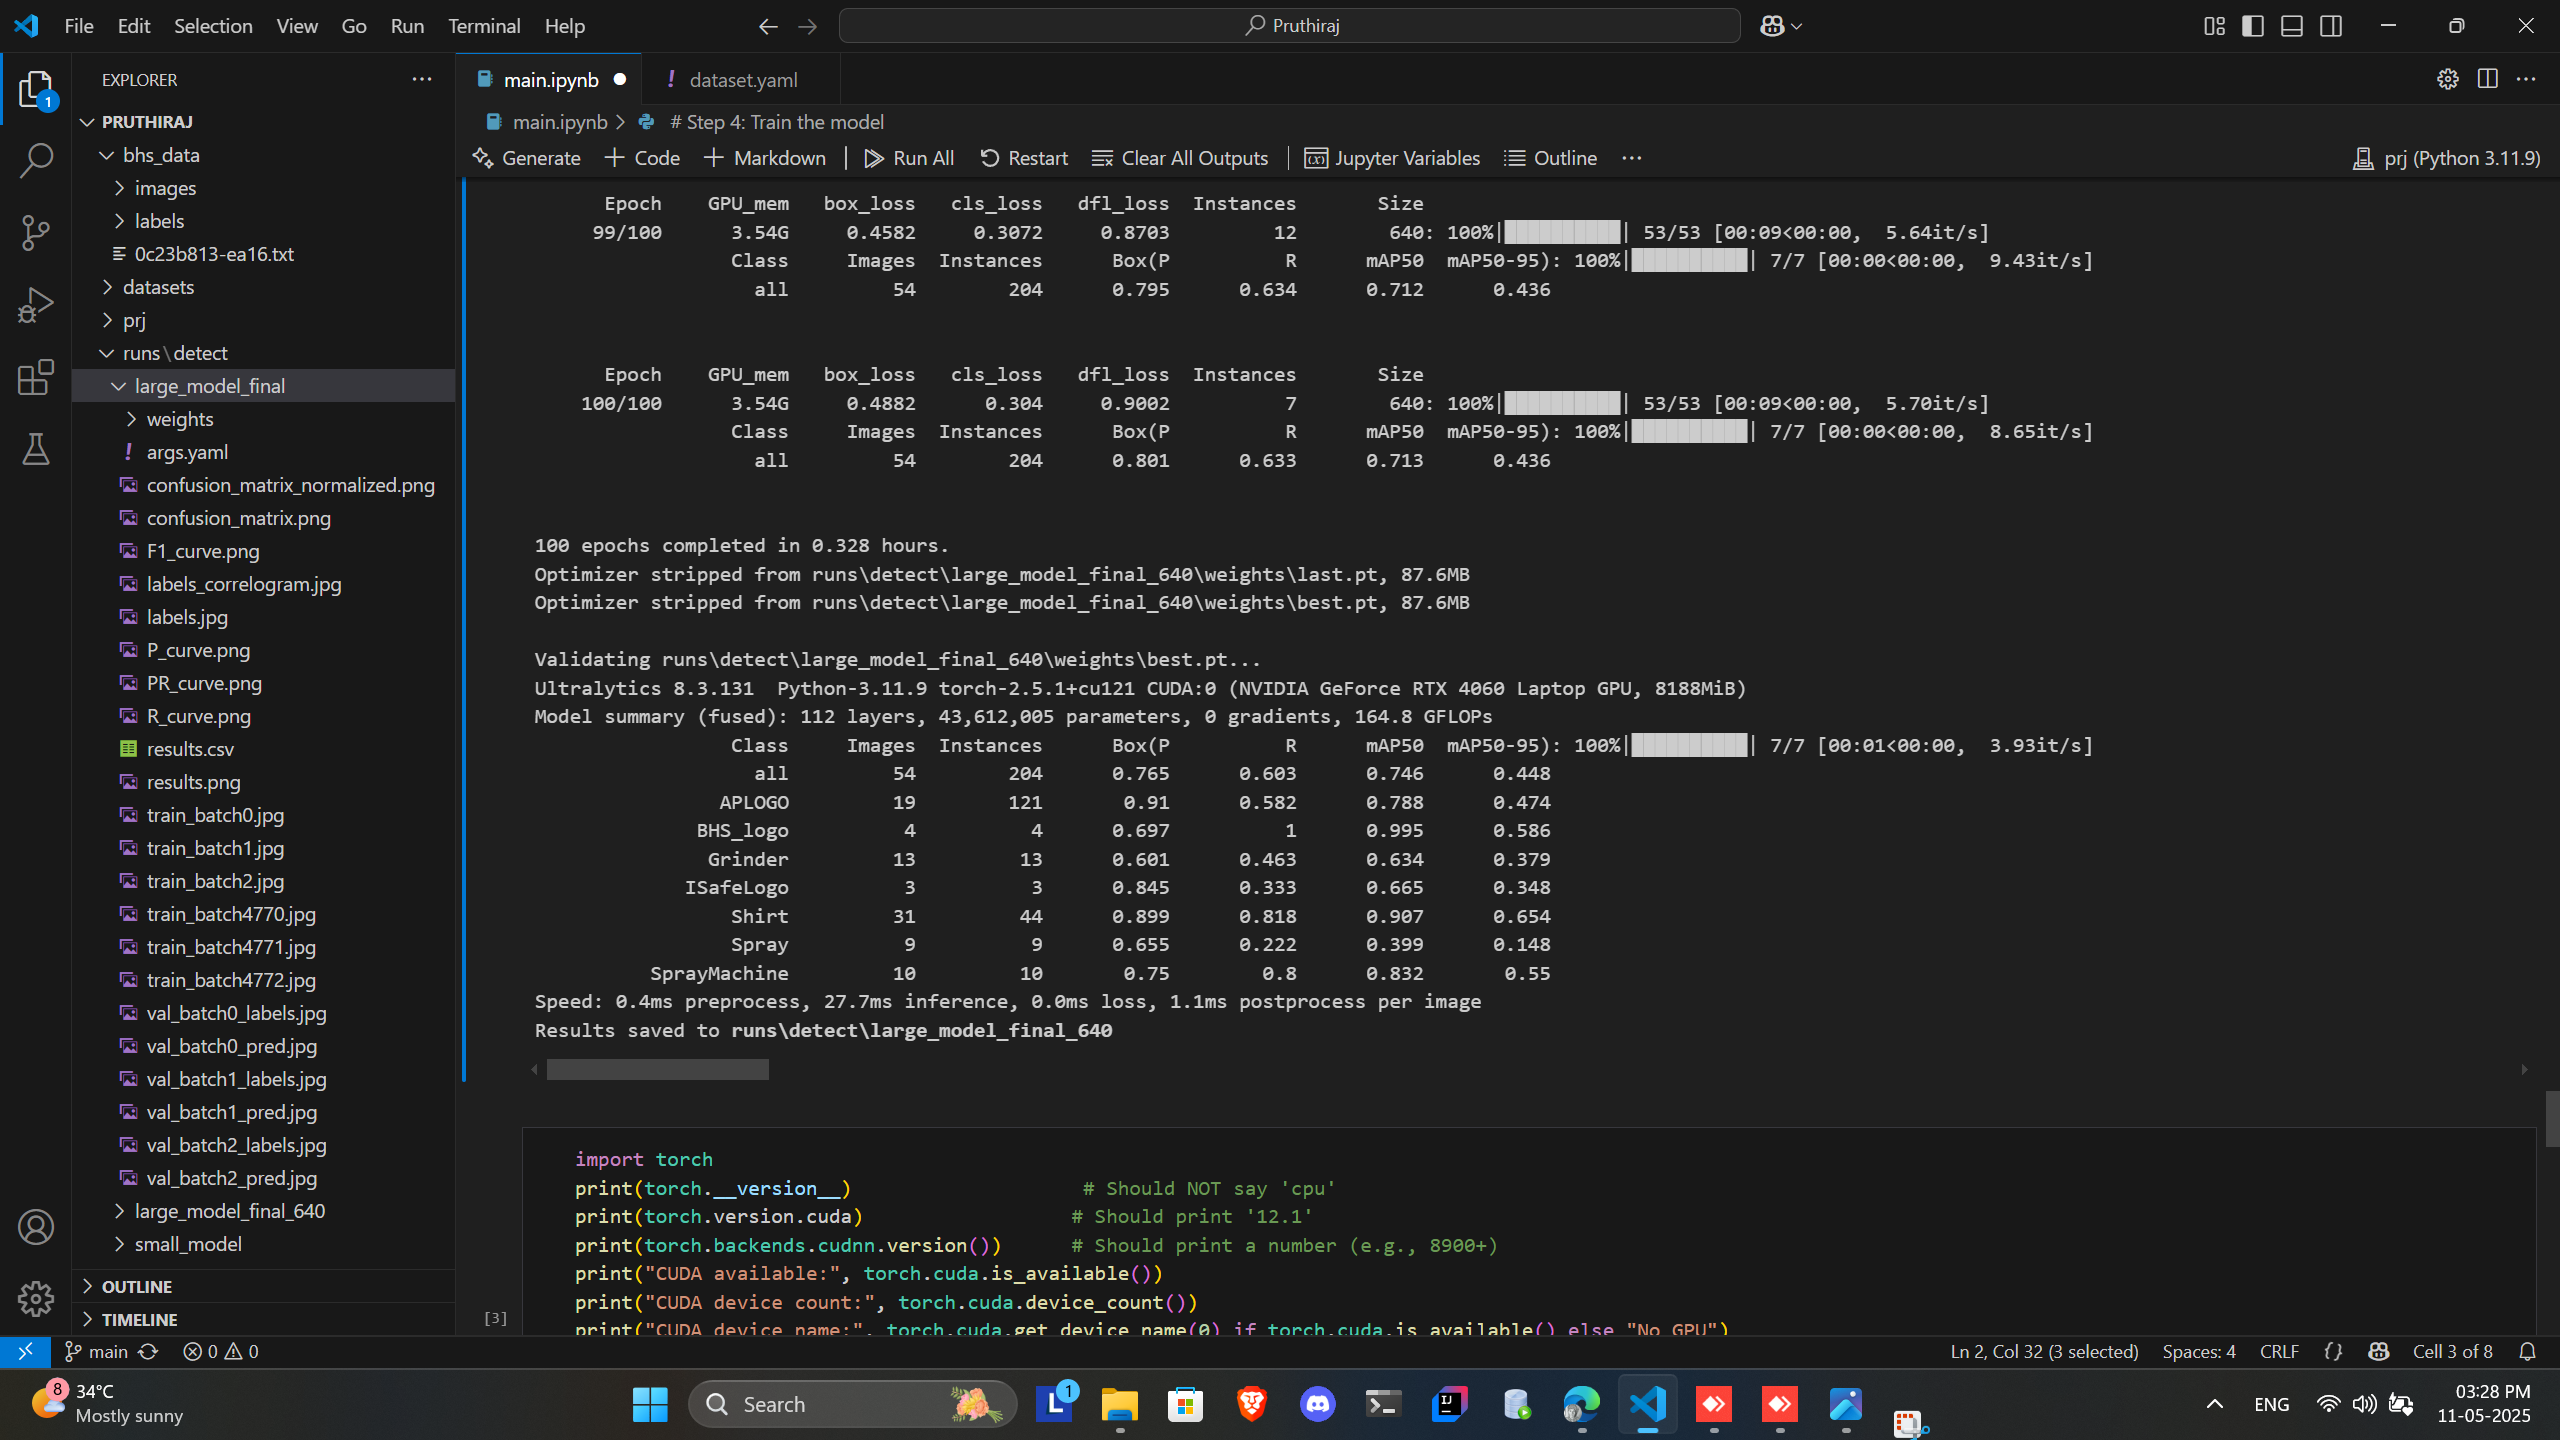 File Edit Selection View Go Run Terminal Help
Pruthiraj
EXPLORER
1
PRUTHIRAJ
bhs_data
images
labels
0c23b813-ea16.txt
datasets
prj
runs\detect
large_model_final
weights
! args.yaml
confusion_matrix_normalized.png
confusion_matrix.png
F1_curve.png
labels_correlogram.jpg
labels.jpg
P_curve.png
PR_curve.png
R_curve.png
results.csv
results.png
train_batch0.jpg
train_batch1.jpg
train_batch2.jpg
train_batch4770.jpg
train_batch4771.jpg
train_batch4772.jpg
val_batch0_labels.jpg
val_batch0_pred.jpg
val_batch1_labels.jpg
val_batch1_pred.jpg
val_batch2_labels.jpg
val_batch2_pred.jpg
large_model_final_640
small_model
OUTLINE
TIMELINE
main.ipynb ! dataset.yaml
main.ipynb > # Step 4: Train the model
Generate + Code + Markdown | Run All Restart Clear All Outputs | Jupyter Variables Outline ... prj (Python 3.11.9)
Epoch GPU_mem box_loss cls_loss dfl_loss Instances Size
99/100 3.54G 0.4582 0.3072 0.8703 12 640: 100%|██████████| 53/53 [00:09<00:00, 5.64it/s]
Class Images Instances Box(P R mAP50 mAP50-95): 100%|██████████| 7/7 [00:00<00:00, 9.43it/s]
all 54 204 0.795 0.634 0.712 0.436
Epoch GPU_mem box_loss cls_loss dfl_loss Instances Size
100/100 3.54G 0.4882 0.304 0.9002 7 640: 100%|██████████| 53/53 [00:09<00:00, 5.70it/s]
Class Images Instances Box(P R mAP50 mAP50-95): 100%|██████████| 7/7 [00:00<00:00, 8.65it/s]
all 54 204 0.801 0.633 0.713 0.436
100 epochs completed in 0.328 hours.
Optimizer stripped from runs\detect\large_model_final_640\weights\last.pt, 87.6MB
Optimizer stripped from runs\detect\large_model_final_640\weights\best.pt, 87.6MB
Validating runs\detect\large_model_final_640\weights\best.pt...
Ultralytics 8.3.131 Python-3.11.9 torch-2.5.1+cu121 CUDA:0 (NVIDIA GeForce RTX 4060 Laptop GPU, 8188MiB)
Model summary (fused): 112 layers, 43,612,005 parameters, 0 gradients, 164.8 GFLOPs
Class Images Instances Box(P R mAP50 mAP50-95): 100%|██████████| 7/7 [00:01<00:00, 3.93it/s]
all 54 204 0.765 0.603 0.746 0.448
APLOGO 19 121 0.91 0.582 0.788 0.474
BHS_logo 4 4 0.697 1 0.995 0.586
Grinder 13 13 0.601 0.463 0.634 0.379
ISafeLogo 3 3 0.845 0.333 0.665 0.348
Shirt 31 44 0.899 0.818 0.907 0.654
Spray 9 9 0.655 0.222 0.399 0.148
SprayMachine 10 10 0.75 0.8 0.832 0.55
Speed: 0.4ms preprocess, 27.7ms inference, 0.0ms loss, 1.1ms postprocess per image
Results saved to runs\detect\large_model_final_640
import torch
print(torch.__version__) # Should NOT say 'cpu'
print(torch.version.cuda) # Should print '12.1'
print(torch.backends.cudnn.version()) # Should print a number (e.g., 8900+)
print("CUDA available:", torch.cuda.is_available())
print("CUDA device count:", torch.cuda.device_count())
print("CUDA device name:", torch.cuda.get_device_name(0) if torch.cuda.is_available() else "No GPU")
[3]
main 0 0 Ln 2, Col 32 (3 selected) Spaces: 4 CRLF {} Cell 3 of 8
8 34°C
Mostly sunny
Search
L 1
IJ
ENG
03:28 PM
11-05-2025